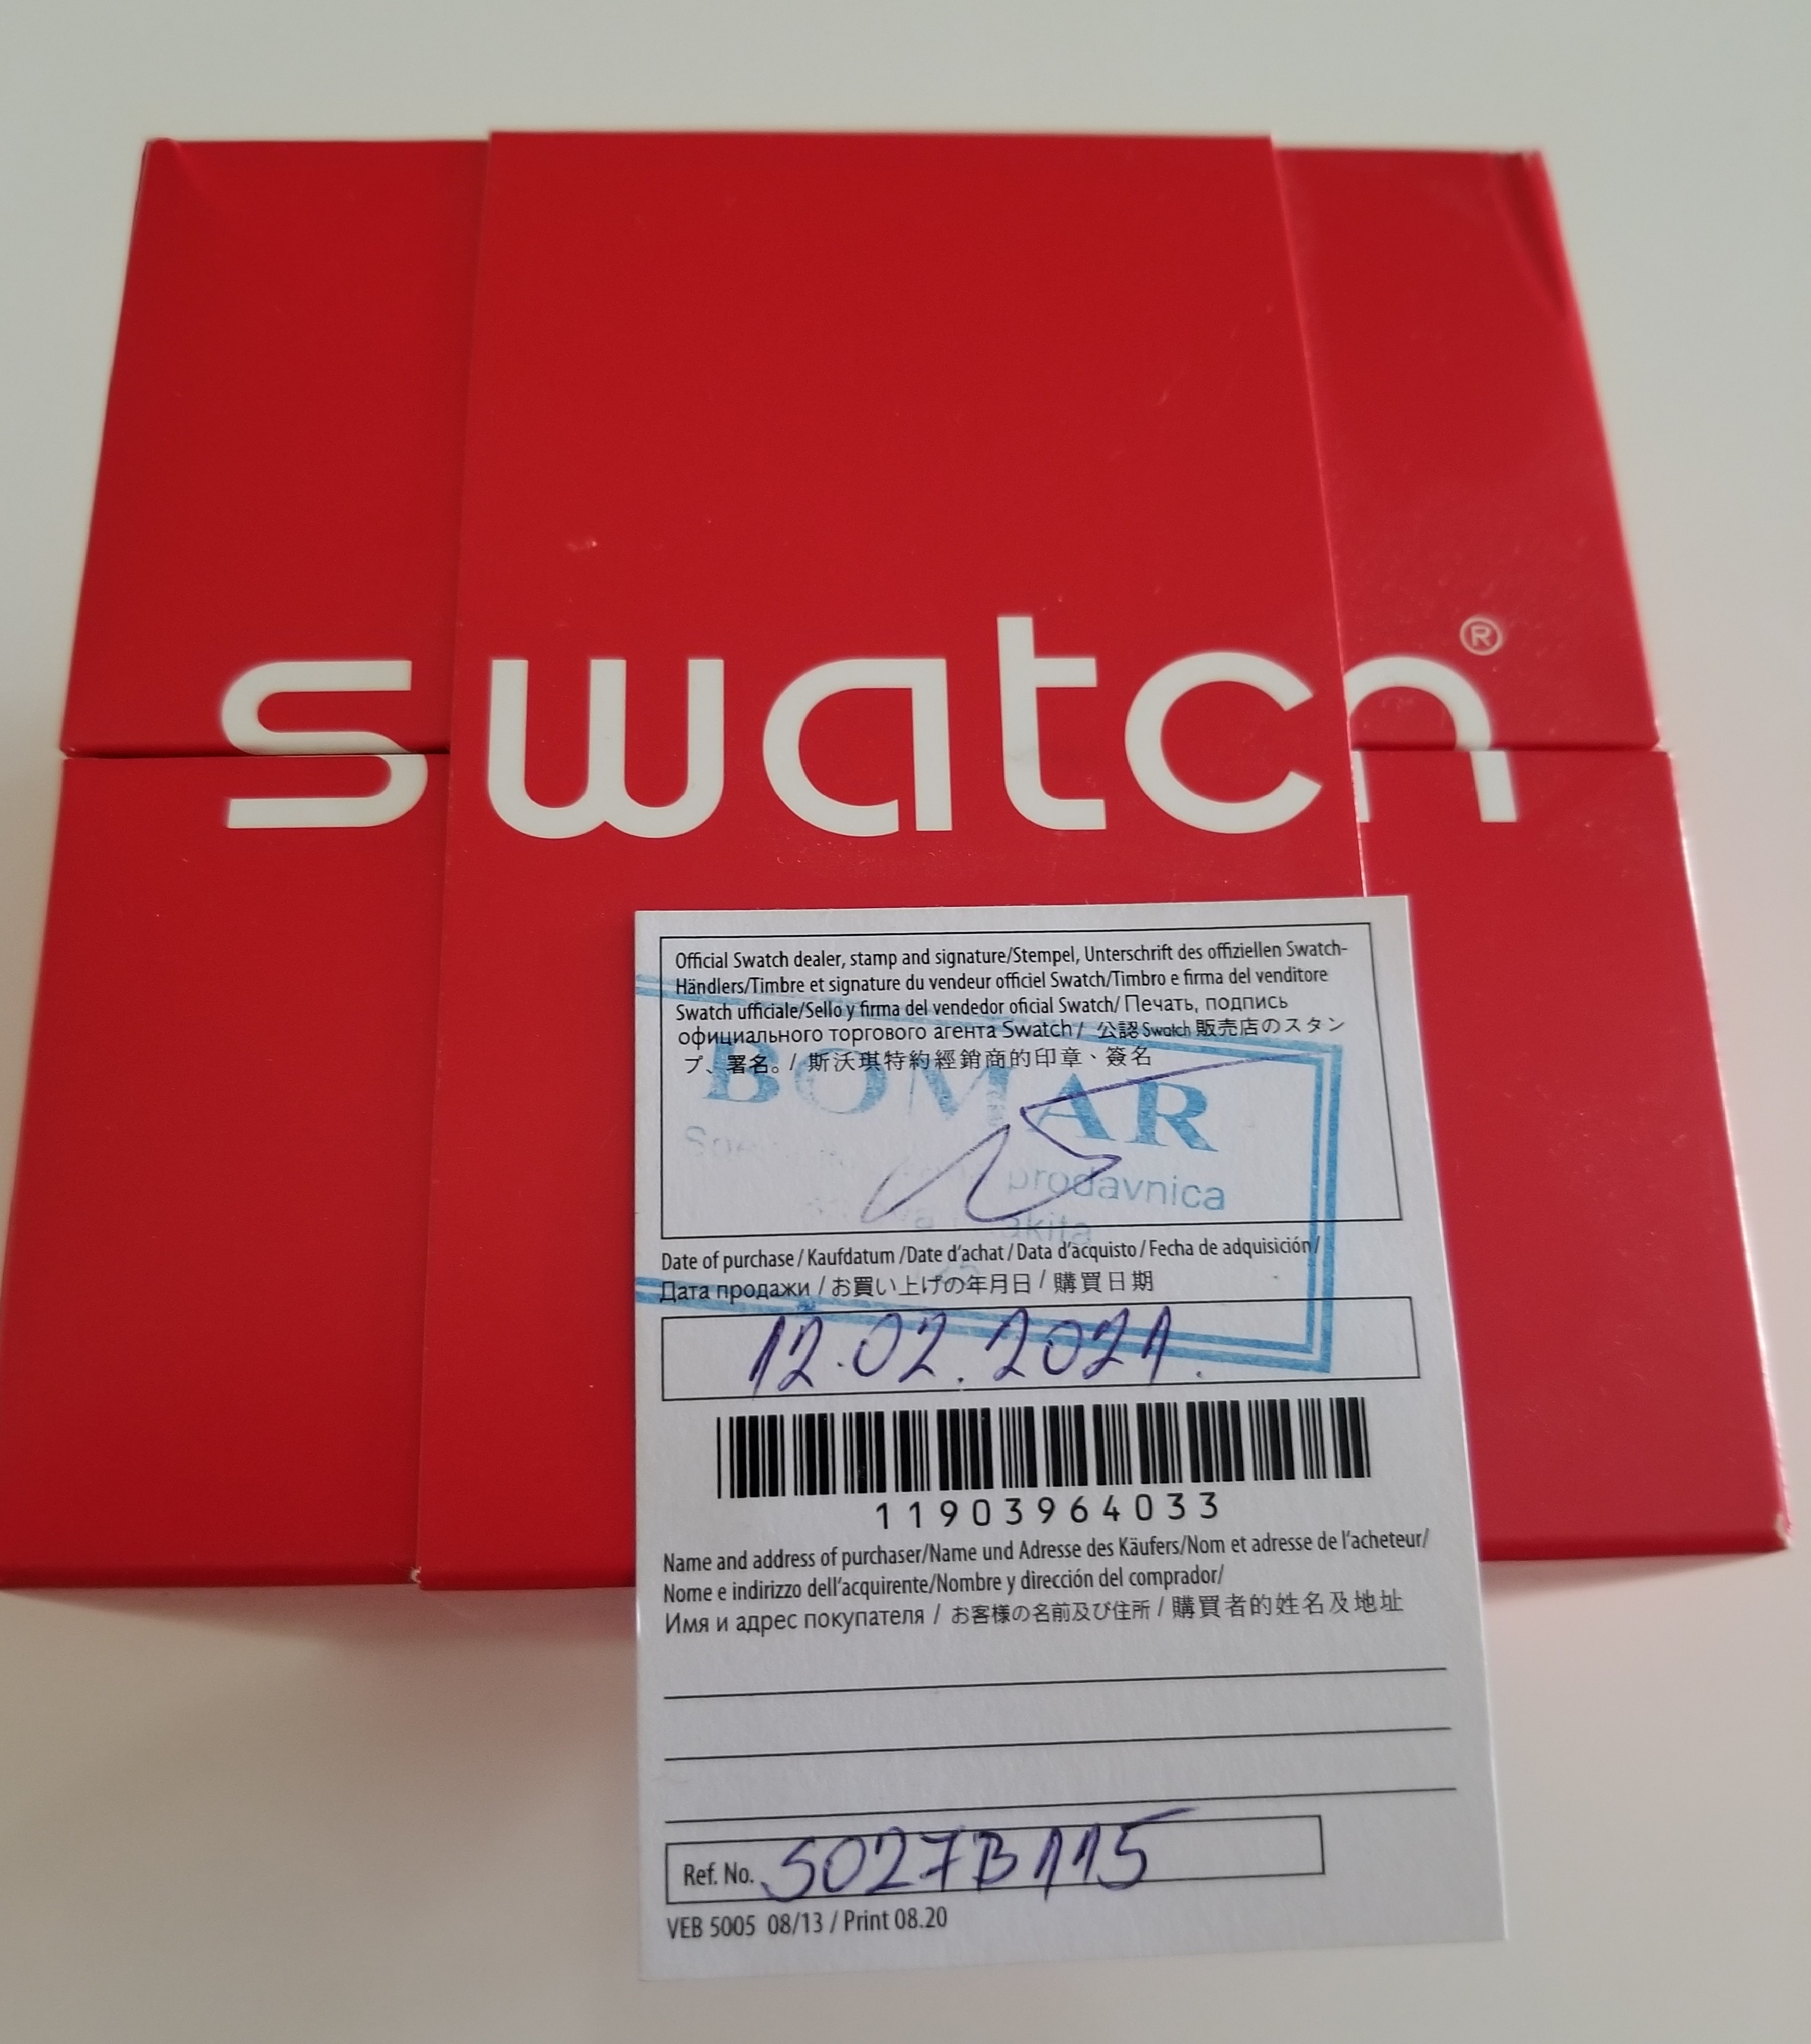 swatch®
Official Swatch dealer, stamp and signature/Stempel, Unterschrift des offiziellen Swatch-
Händlers/Timbre et signature du vendeur officiel Swatch/Timbro e firma del venditore
Swatch ufficiale/Sello y firma del vendedor oficial Swatch/ Печать, подпись
официального торгового агента Swatch/ 公認 Swatch 販売店のスタン
プ、署名。/ 斯沃琪特約經銷商的印章、簽名
BOMAR
prodavnica
Date of purchase / Kaufdatum /Date d'achat / Data d'acquisto / Fecha de adquisición/
Дата продажи / お買い上げの年月日 / 購買日期
12.02.2021.
11903964033
Name and address of purchaser/Name und Adresse des Käufers/Nom et adresse de l'acheteur/
Nome e indirizzo dell'acquirente/Nombre y dirección del comprador/
Имя и адрес покупателя / お客様の名前及び住所 / 購買者的姓名及地址
Ref. No. SO27B115
VEB 5005 08/13 / Print 08.20